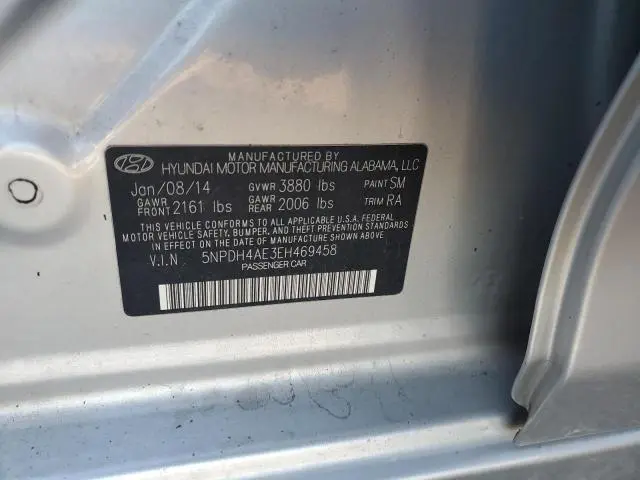 MANUFACTURED BY
HYUNDAI MOTOR MANUFACTURING ALABAMA, LLC
Jan/08/14 GVWR 3880 lbs PAINT SM
GAWR FRONT 2161 lbs GAWR REAR 2006 lbs TRIM RA
THIS VEHICLE CONFORMS TO ALL APPLICABLE U.S.A. FEDERAL
MOTOR VEHICLE SAFETY, BUMPER, AND THEFT PREVENTION STANDARDS
IN EFFECT ON THE DATE OF MANUFACTURE SHOWN ABOVE.
V.I.N. 5NPDH4AE3EH469458
PASSENGER CAR